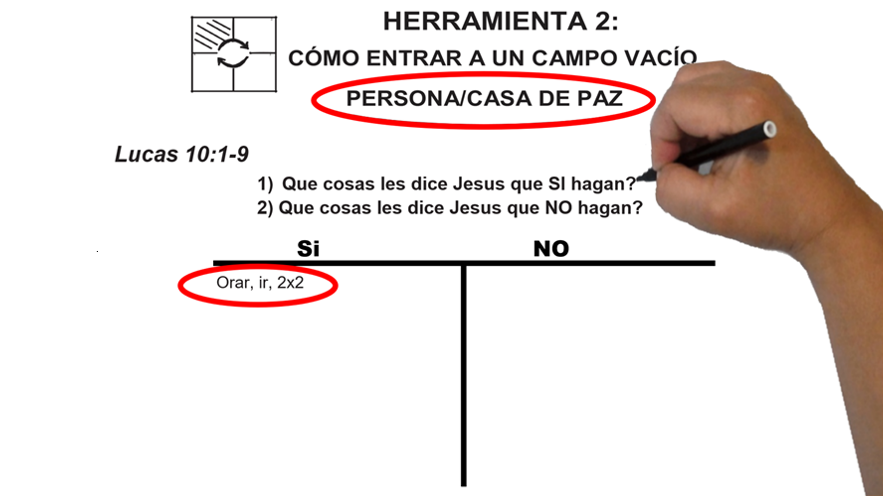 HERRAMIENTA 2:
CÓMO ENTRAR A UN CAMPO VACÍO
PERSONA/CASA DE PAZ
Lucas 10:1-9
1) Que cosas les dice Jesus que SI hagan?
2) Que cosas les dice Jesus que NO hagan?
Si NO
Orar, ir, 2x2